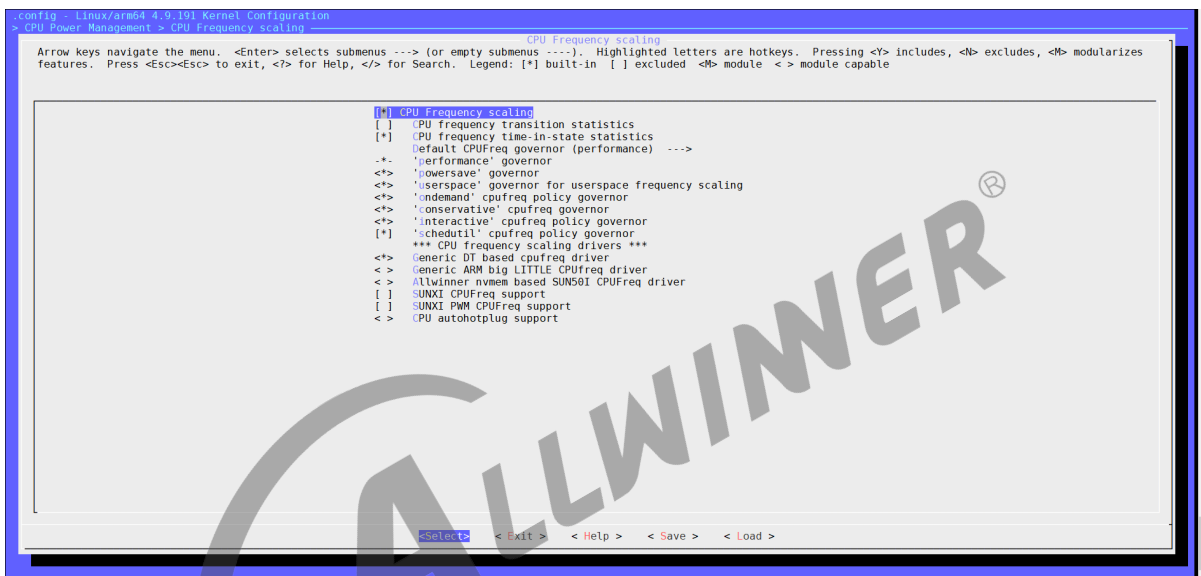 .config - Linux/arm64 4.9.191 Kernel Configuration
> CPU Power Management > CPU Frequency scaling
CPU Frequency scaling
Arrow keys navigate the menu.  <Enter> selects submenus ---> (or empty submenus ----).  Highlighted letters are hotkeys.  Pressing <Y> includes, <N> excludes, <M> modularizes
features.  Press <Esc><Esc> to exit, <?> for Help, </> for Search.  Legend: [*] built-in  [ ] excluded  <M> module  < > module capable
[*] CPU Frequency scaling
[ ]   CPU frequency transition statistics
[*]   CPU frequency time-in-state statistics
Default CPUFreq governor (performance)  --->
-*-   'performance' governor
<*>   'powersave' governor
<*>   'userspace' governor for userspace frequency scaling
<*>   'ondemand' cpufreq policy governor
<*>   'conservative' cpufreq governor
<*>   'interactive' cpufreq policy governor
[*]   'schedutil' cpufreq policy governor
*** CPU frequency scaling drivers ***
<*>   Generic DT based cpufreq driver
< >   Generic ARM big LITTLE CPUfreq driver
< >   Allwinner nvmem based SUN50I CPUFreq driver
[ ]   SUNXI CPUFreq support
[ ]   SUNXI PWM CPUFreq support
< >   CPU autohotplug support
ALLWINNER®
<Select>    < Exit >    < Help >    < Save >    < Load >